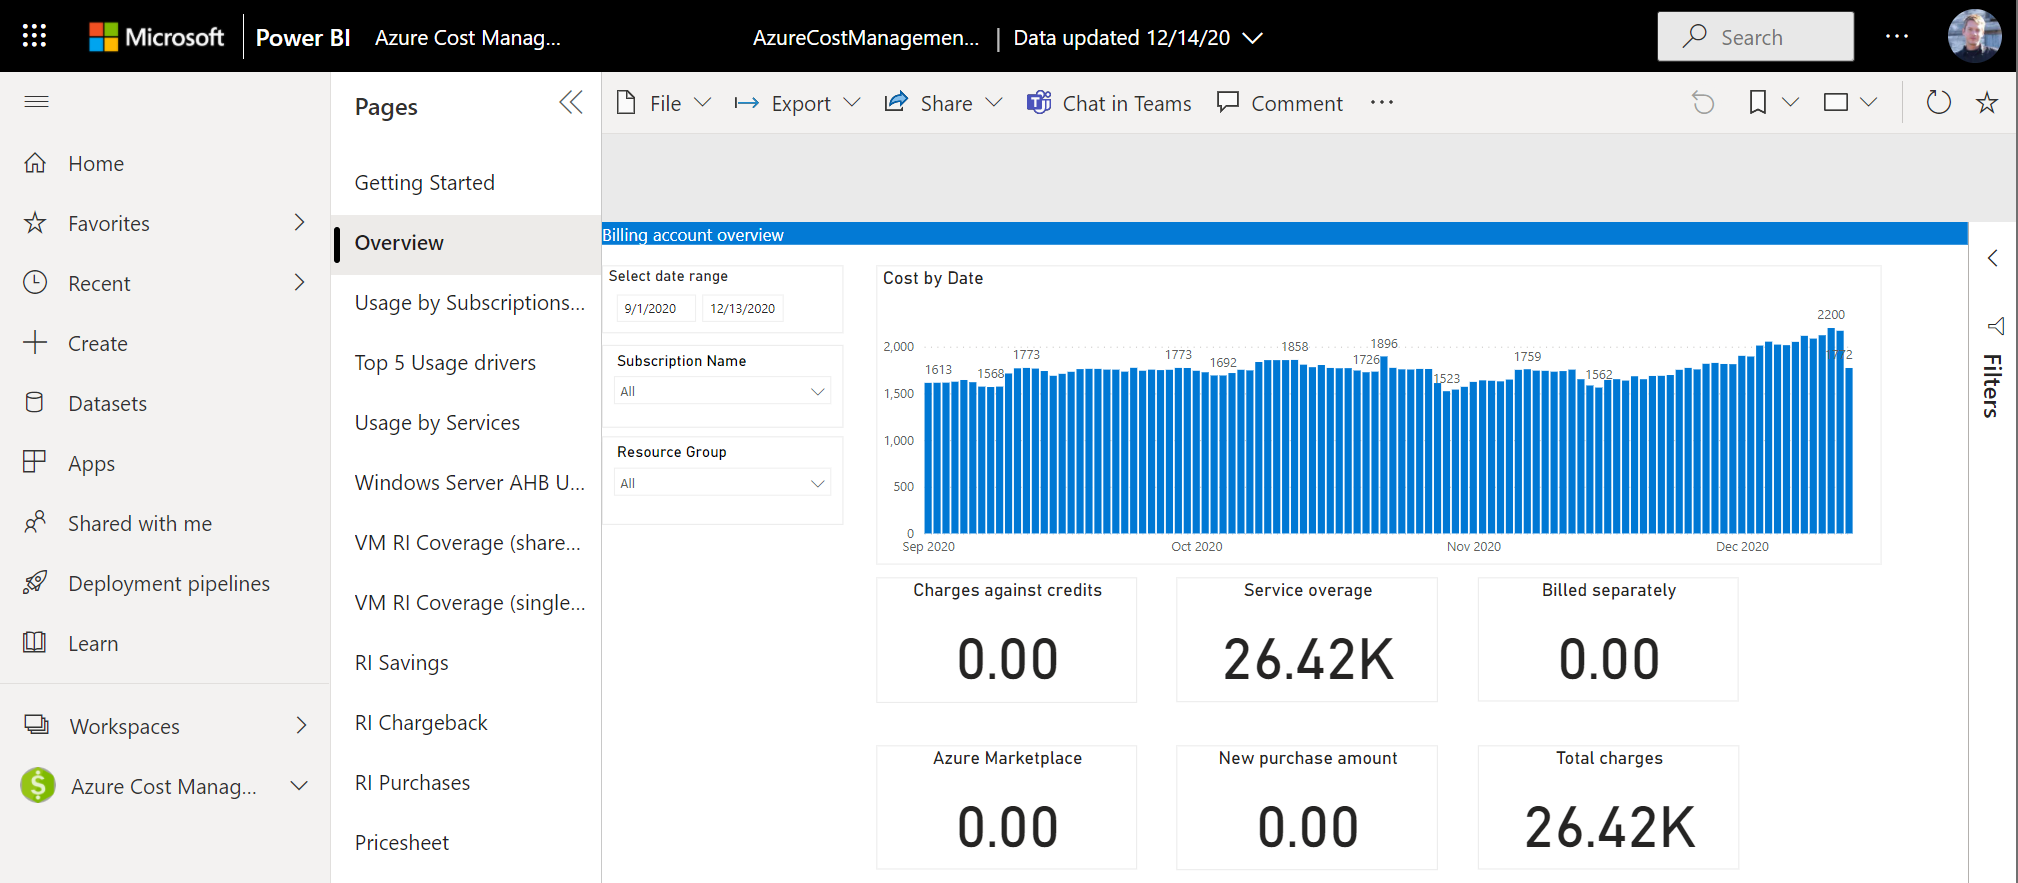 Microsoft Power BI Azure Cost Manag... AzureCostManagemen... | Data updated 12/14/20 Search
Pages
File Export Share Chat in Teams Comment
Home
Favorites
Recent
Create
Datasets
Apps
Shared with me
Deployment pipelines
Learn
Workspaces
Azure Cost Manag...
Getting Started
Overview
Usage by Subscriptions...
Top 5 Usage drivers
Usage by Services
Windows Server AHB U...
VM RI Coverage (share...
VM RI Coverage (single...
RI Savings
RI Chargeback
RI Purchases
Pricesheet
Billing account overview
Select date range
9/1/2020 12/13/2020
Subscription Name
All
Resource Group
All
Cost by Date
2,000
1,500
1,000
500
0
1613 1568 1773 1773 1692 1858 1726 1896 1523 1759 1562 2200 1772
Sep 2020 Oct 2020 Nov 2020 Dec 2020
Charges against credits
0.00
Service overage
26.42K
Billed separately
0.00
Azure Marketplace
0.00
New purchase amount
0.00
Total charges
26.42K
Filters